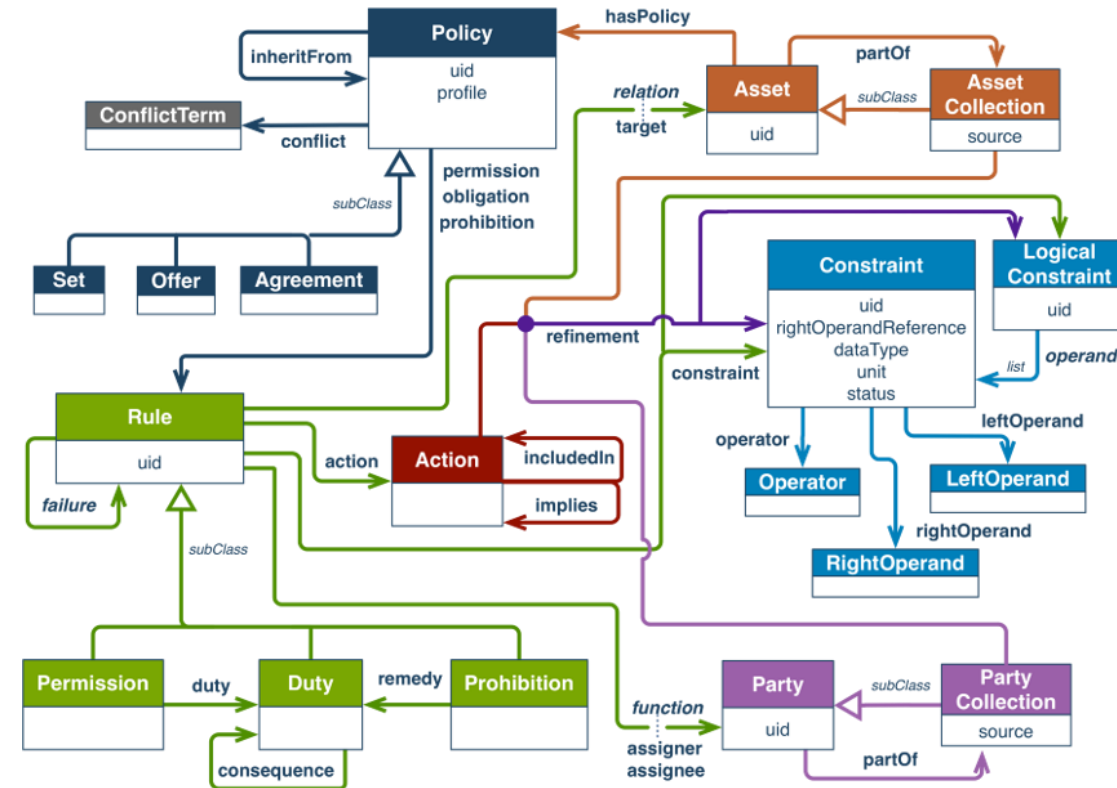 hasPolicy
Policy
inheritFrom
uid
profile
partOf
Asset
uid
subClass
Asset
Collection
source
relation
target
ConflictTerm
conflict
subClass
permission
obligation
prohibition
Set
Offer
Agreement
Constraint
uid
rightOperandReference
dataType
unit
status
Logical
Constraint
uid
refinement
constraint
list
operand
Rule
uid
failure
action
Action
includedIn
implies
operator
leftOperand
Operator
LeftOperand
rightOperand
RightOperand
subClass
Permission
duty
Duty
remedy
Prohibition
consequence
function
assigner
assignee
Party
uid
subClass
Party
Collection
source
partOf